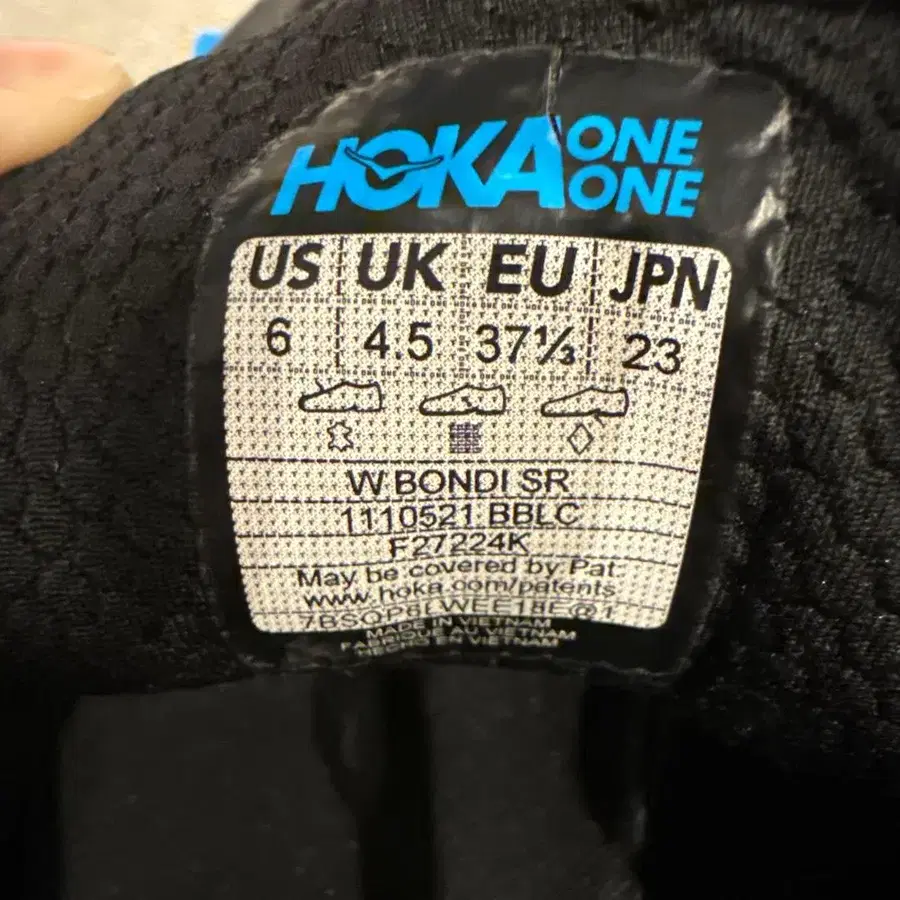 HOKA ONE ONE
US UK EU JPN
6 4.5 37⅓ 23
W BONDI SR
1110521 BBLC
F27224K
May be covered by Pat.
www.hoka.com/patents
MADE IN VIETNAM
FABRIQUE AU VIETNAM
HECHO EN VIETNAM